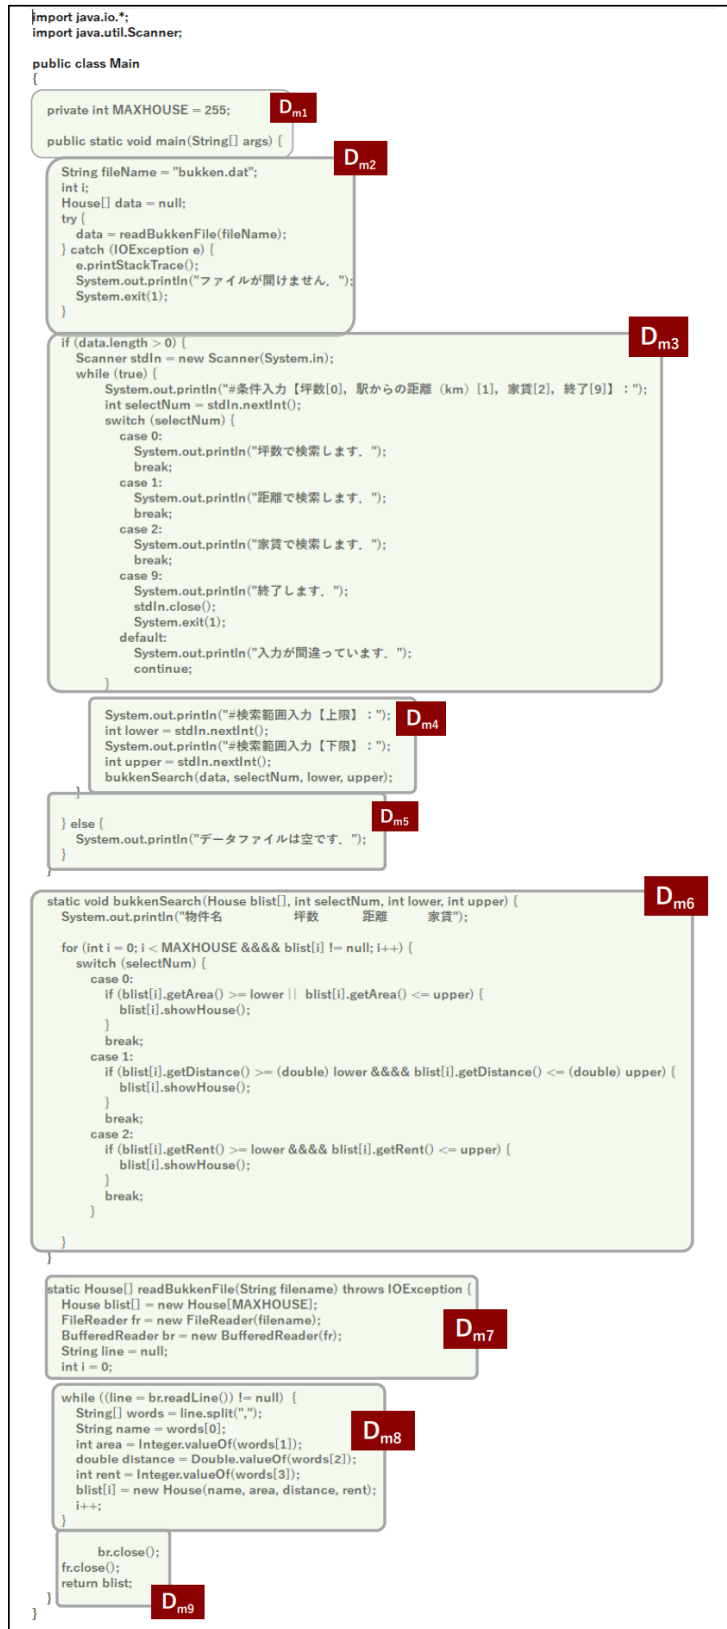 import java.io.*;
import java.util.Scanner;
public class Main
{
private int MAXHOUSE = 255;
Dm1
public static void main(String[] args) {
Dm2
String fileName = "bukken.dat";
int i;
House[] data = null;
try {
data = readBukkenFile(fileName);
} catch (IOException e) {
e.printStackTrace();
System.out.println("ファイルが開けません．");
System.exit(1);
}
Dm3
if (data.length > 0) {
Scanner stdIn = new Scanner(System.in);
while (true) {
System.out.println("#条件入力【坪数[0]，駅からの距離（km）[1]，家賃[2]，終了[9]】：");
int selectNum = stdIn.nextInt();
switch (selectNum) {
case 0:
System.out.println("坪数で検索します．");
break;
case 1:
System.out.println("距離で検索します．");
break;
case 2:
System.out.println("家賃で検索します．");
break;
case 9:
System.out.println("終了します．");
stdIn.close();
System.exit(1);
default:
System.out.println("入力が間違っています．");
continue;
}
System.out.println("#検索範囲入力【上限】：");
Dm4
int lower = stdIn.nextInt();
System.out.println("#検索範囲入力【下限】：");
int upper = stdIn.nextInt();
bukkenSearch(data, selectNum, lower, upper);
}
Dm5
} else {
System.out.println("データファイルは空です．");
}
}
Dm6
static void bukkenSearch(House blist[], int selectNum, int lower, int upper) {
System.out.println("物件名 坪数 距離 家賃");
for (int i = 0; i < MAXHOUSE &&&& blist[i] != null; i++) {
switch (selectNum) {
case 0:
if (blist[i].getArea() >= lower || blist[i].getArea() <= upper) {
blist[i].showHouse();
}
break;
case 1:
if (blist[i].getDistance() >= (double) lower &&&& blist[i].getDistance() <= (double) upper) {
blist[i].showHouse();
}
break;
case 2:
if (blist[i].getRent() >= lower &&&& blist[i].getRent() <= upper) {
blist[i].showHouse();
}
break;
}
}
}
static House[] readBukkenFile(String filename) throws IOException {
House blist[] = new House[MAXHOUSE];
FileReader fr = new FileReader(filename);
BufferedReader br = new BufferedReader(fr);
Dm7
String line = null;
int i = 0;
while ((line = br.readLine()) != null) {
String[] words = line.split(",");
String name = words[0];
Dm8
int area = Integer.valueOf(words[1]);
double distance = Double.valueOf(words[2]);
int rent = Integer.valueOf(words[3]);
blist[i] = new House(name, area, distance, rent);
i++;
}
br.close();
fr.close();
return blist;
}
Dm9
}